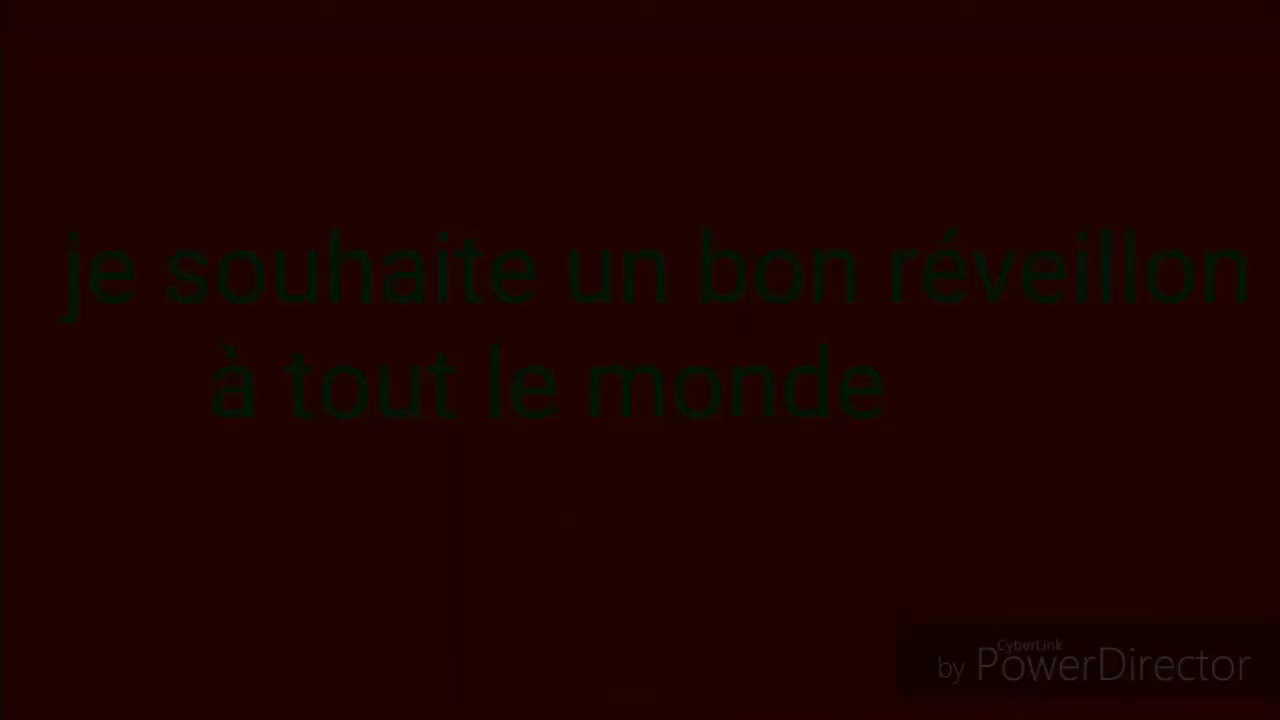 je souhaite un bon réveillon
à tout le monde
CyberLink
by PowerDirector